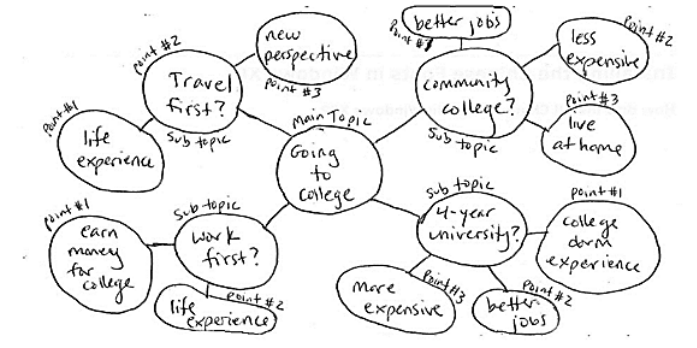 better jobs
Point #1
new
perspective
Point #3
Point #2
Travel
first?
Sub topic
Point #1
life
experience
community
college?
Sub topic
less
expensive
Point #2
Point #3
live
at home
Main Topic
Going
to
college
Sub topic
work
first?
Point #1
earn
money
for
college
Point #2
life
experience
Sub topic
4-year
university?
Point #1
college
dorm
experience
Point #3
more
expensive
Point #2
better
jobs